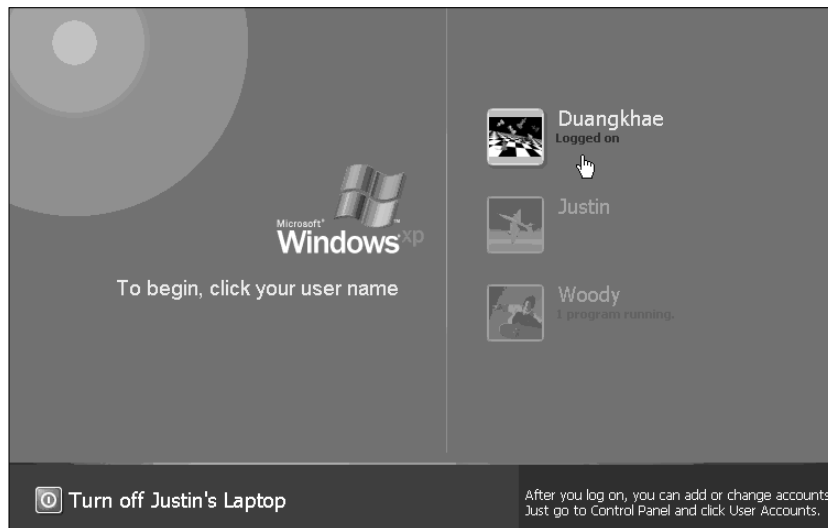 Duangkhae
Logged on
Justin
Woody
1 program running.
Microsoft®
Windows xp
To begin, click your user name
Turn off Justin's Laptop
After you log on, you can add or change accounts
Just go to Control Panel and click User Accounts.